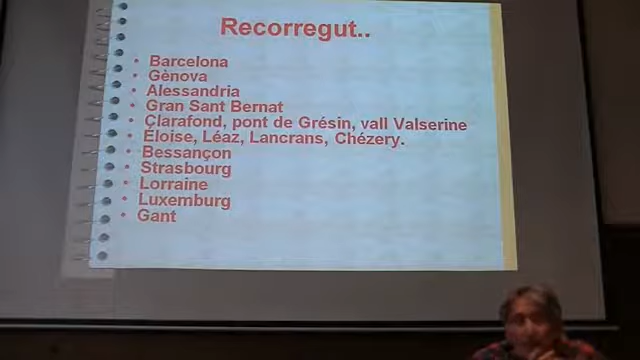 Recorregut..
• Barcelona
• Gènova
• Alessandria
• Gran Sant Bernat
• Clarafond, pont de Grésin, vall Valserine
• Éloise, Léaz, Lancrans, Chézery.
• Bessançon
• Strasbourg
• Lorraine
• Luxemburg
• Gant